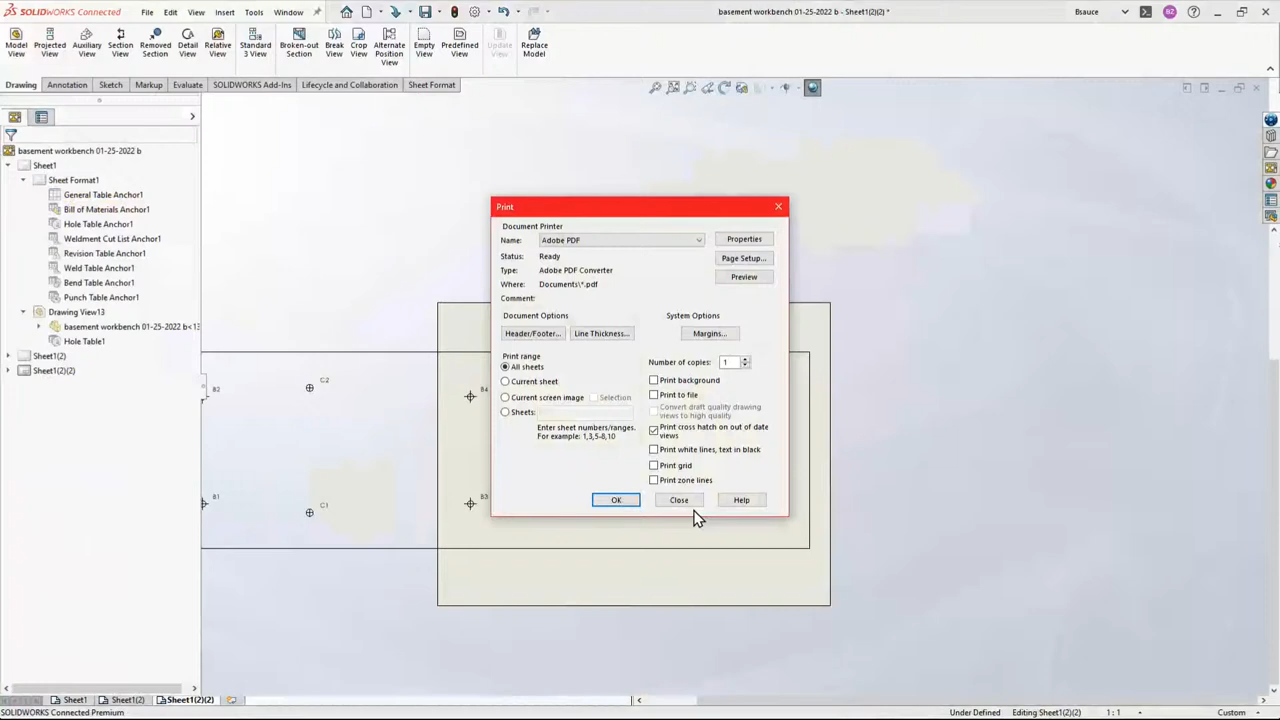 SOLIDWORKS Connected
File Edit View Insert Tools Window
basement workbench 01-25-2022 b - Sheet1(2)(2) *
Bsauce
BZ
Model View
Projected View
Auxiliary View
Section View
Removed Section
Detail View
Relative View
Standard 3 View
Broken-out Section
Break View
Crop View
Alternate Position View
Empty View
Predefined View
Update View
Replace Model
Drawing Annotation Sketch Markup Evaluate SOLIDWORKS Add-Ins Lifecycle and Collaboration Sheet Format
basement workbench 01-25-2022 b
Sheet1
Sheet Format1
General Table Anchor1
Bill of Materials Anchor1
Hole Table Anchor1
Weldment Cut List Anchor1
Revision Table Anchor1
Weld Table Anchor1
Bend Table Anchor1
Punch Table Anchor1
Drawing View13
basement workbench 01-25-2022 b<13
Hole Table1
Sheet1(2)
Sheet1(2)(2)
B2
C2
B4
B1
C1
B3
Print
Document Printer
Name: Adobe PDF
Properties
Status: Ready
Page Setup...
Type: Adobe PDF Converter
Preview
Where: Documents\*.pdf
Comment:
Document Options
System Options
Header/Footer...
Line Thickness...
Margins...
Print range
All sheets
Current sheet
Current screen image
Selection
Sheets:
Enter sheet numbers/ranges.
For example: 1,3,5-8,10
Number of copies: 1
Print background
Print to file
Convert draft quality drawing
views to high quality
Print cross hatch on out of date
views
Print white lines, text in black
Print grid
Print zone lines
OK Close Help
Sheet1 Sheet1(2) Sheet1(2)(2)
SOLIDWORKS Connected Premium
Under Defined Editing Sheet1(2)(2) 1 : 1 Custom